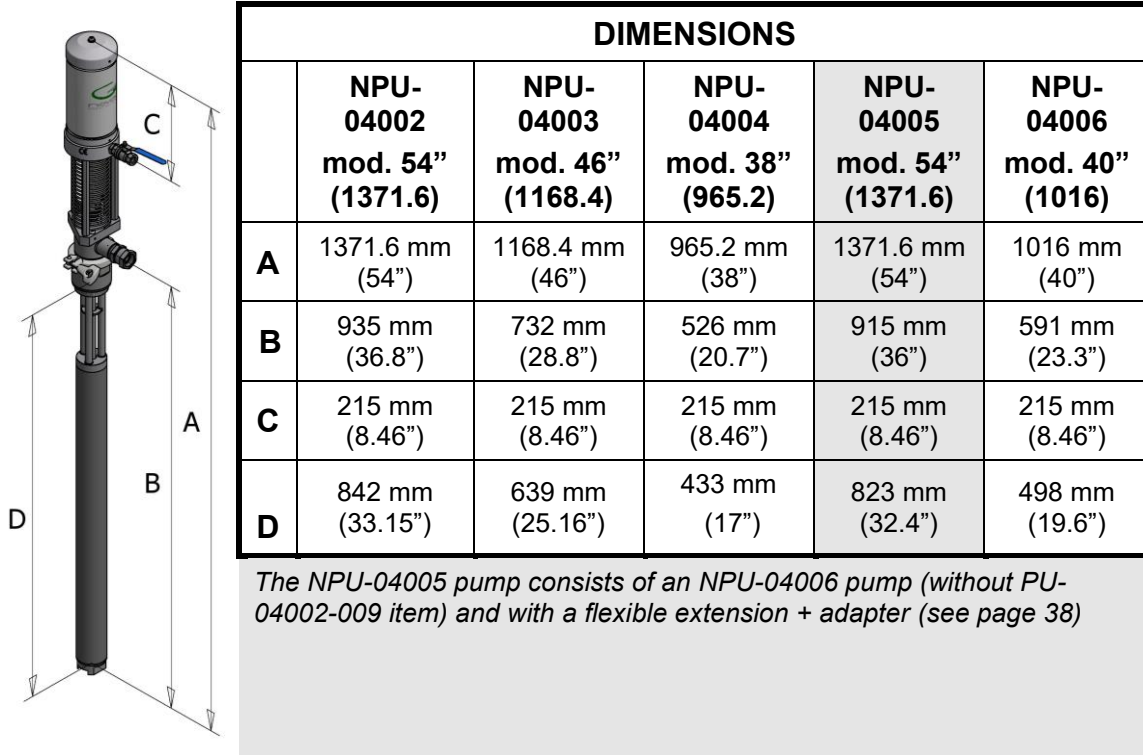 DIMENSIONS
NPU-
04002
mod. 54”
(1371.6)
NPU-
04003
mod. 46”
(1168.4)
NPU-
04004
mod. 38”
(965.2)
NPU-
04005
mod. 54”
(1371.6)
NPU-
04006
mod. 40”
(1016)
A
1371.6 mm
(54”)
1168.4 mm
(46”)
965.2 mm
(38”)
1371.6 mm
(54”)
1016 mm
(40”)
B
935 mm
(36.8”)
732 mm
(28.8”)
526 mm
(20.7”)
915 mm
(36”)
591 mm
(23.3”)
C
215 mm
(8.46”)
215 mm
(8.46”)
215 mm
(8.46”)
215 mm
(8.46”)
215 mm
(8.46”)
D
842 mm
(33.15”)
639 mm
(25.16”)
433 mm
(17”)
823 mm
(32.4”)
498 mm
(19.6”)
The NPU-04005 pump consists of an NPU-04006 pump (without PU-
04002-009 item) and with a flexible extension + adapter (see page 38)
C
A
B
D